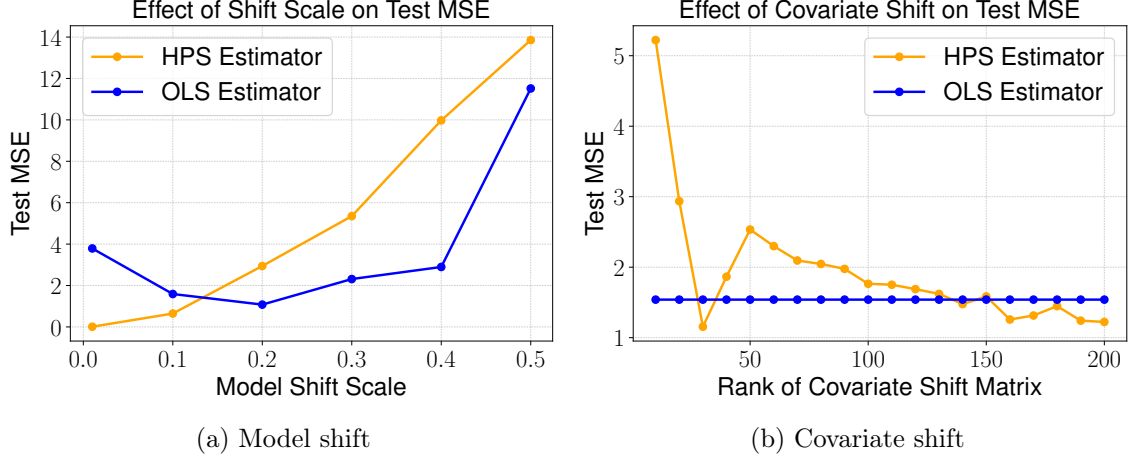 Effect of Shift Scale on Test MSE
14
12
10
8
6
4
2
0
Test MSE
HPS Estimator
OLS Estimator
0.0 0.1 0.2 0.3 0.4 0.5
Model Shift Scale
(a) Model shift
Effect of Covariate Shift on Test MSE
5
4
3
2
1
Test MSE
HPS Estimator
OLS Estimator
50 100 150 200
Rank of Covariate Shift Matrix
(b) Covariate shift